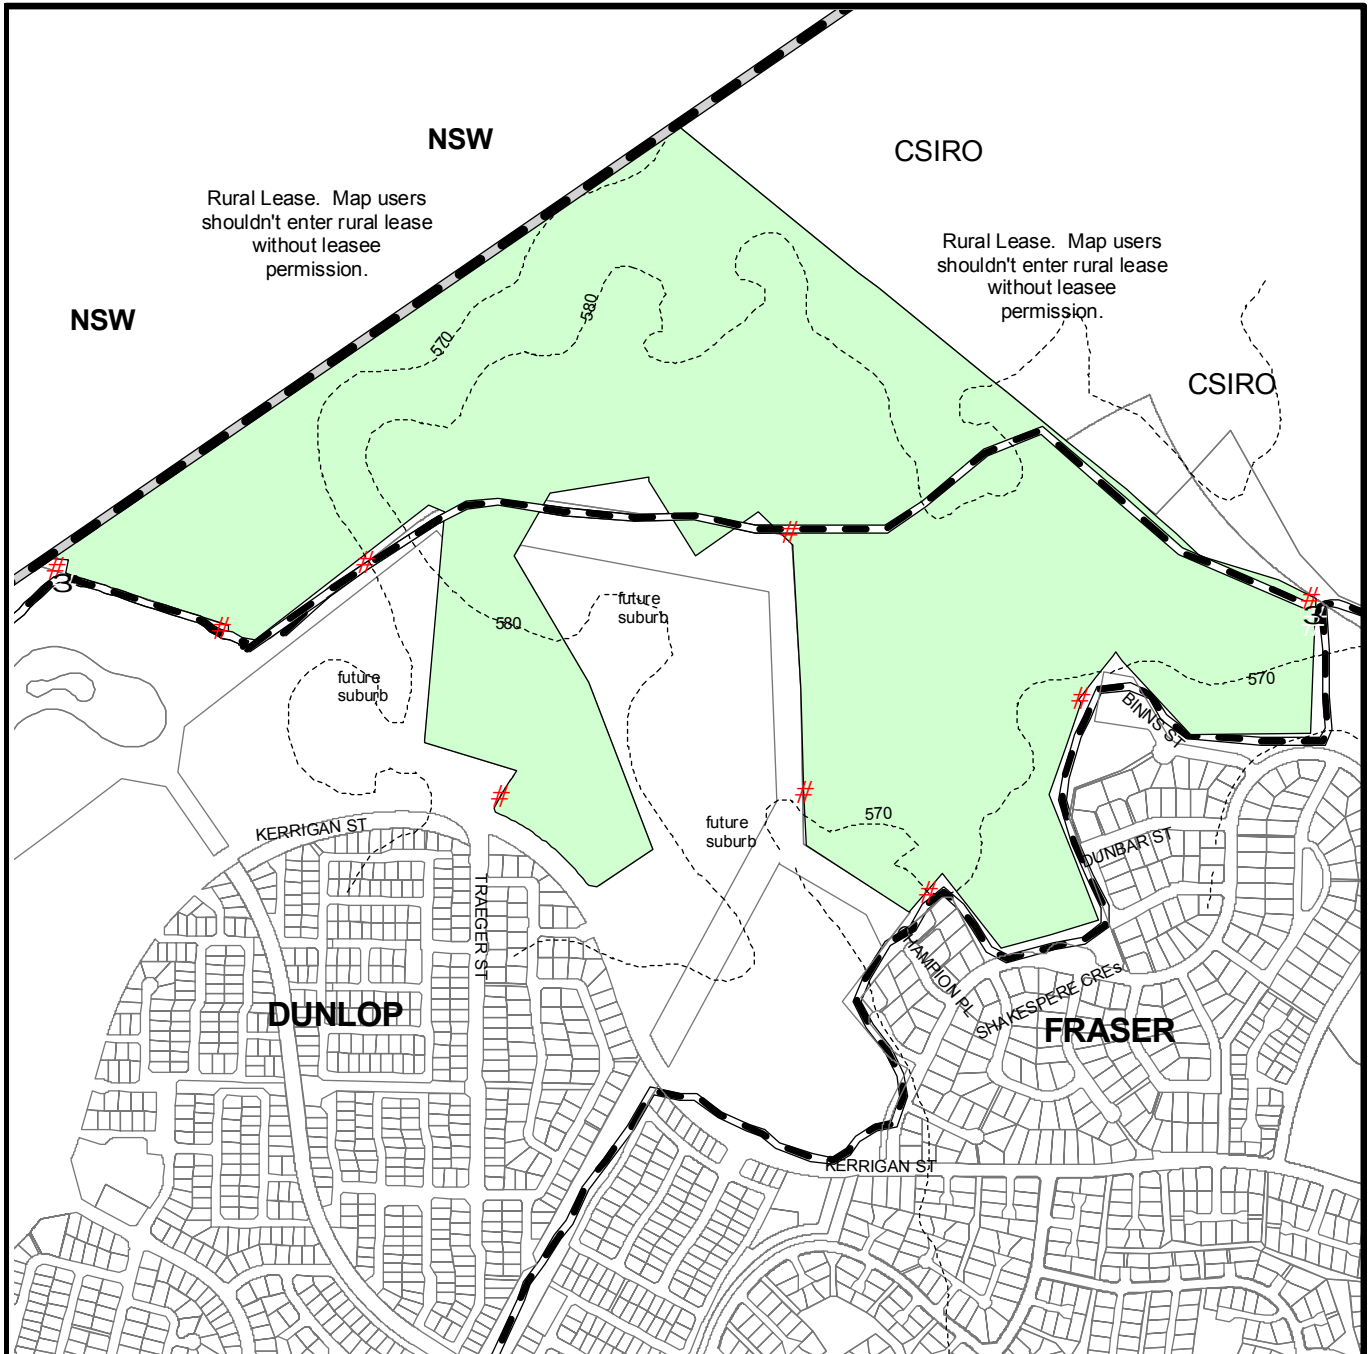 NSW
CSIRO
Rural Lease. Map users
shouldn't enter rural lease
without leasee
permission.
Rural Lease. Map users
shouldn't enter rural lease
without leasee
permission.
NSW
580
570
CSIRO
#
#
#
3
#
3
#
future
suburb
580
future
suburb
570
#
BINNS ST
#
#
570
future
suburb
KERRIGAN ST
DUNBAR ST
#
TRAEGER ST
CHAMPION PL
SHAKESPERE CREs
DUNLOP
FRASER
KERRIGAN ST